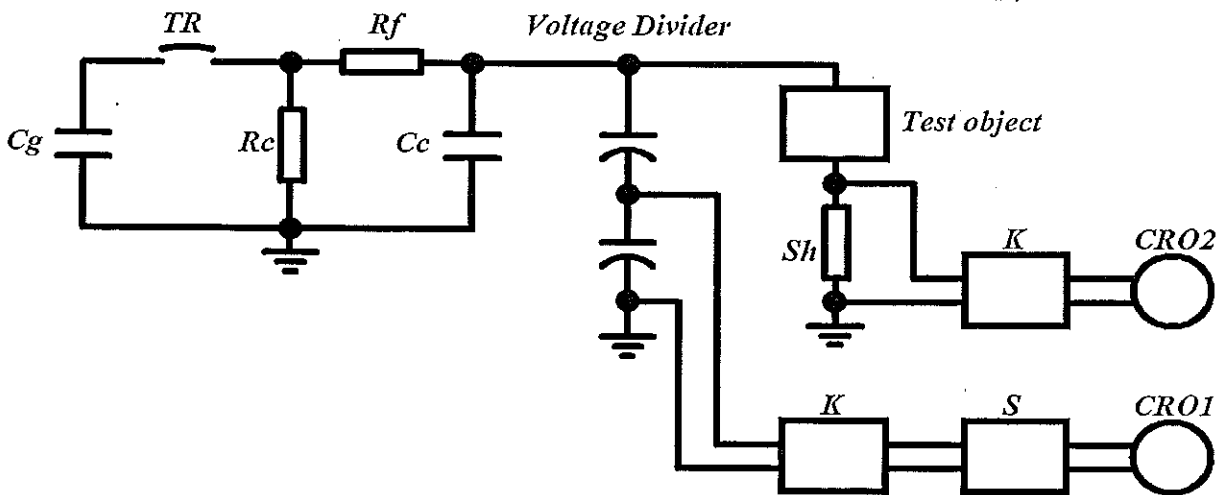 TR
Rf
Voltage Divider
Cg
Rc
Cc
Test object
Sh
K
CRO2
K
S
CRO1